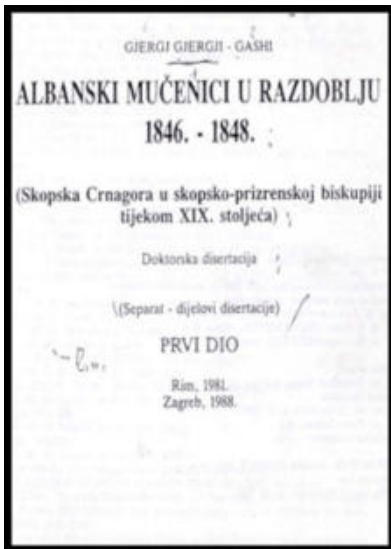 GJERGJ GJERGJI - GASHI
ALBANSKI MUČENICI U RAZDOBLJU
1846. - 1848.
(Skopska Crnagora u skopsko-prizrenskoj biskupiji
tijekom XIX. stoljeća)
Doktorska disertacija
(Separat - dijelovi disertacije)
PRVI DIO
Rim, 1981.
Zagreb, 1988.